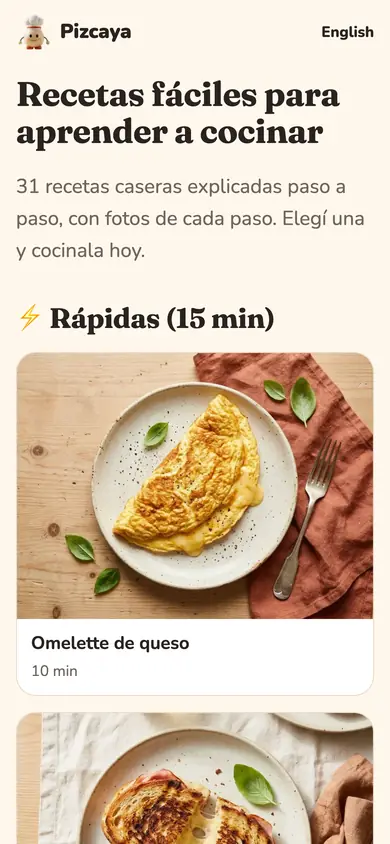 Pizcaya
English
Recetas fáciles para
aprender a cocinar
31 recetas caseras explicadas paso a
paso, con fotos de cada paso. Elegí una
y cocinala hoy.
⚡ Rápidas (15 min)
Omelette de queso
10 min